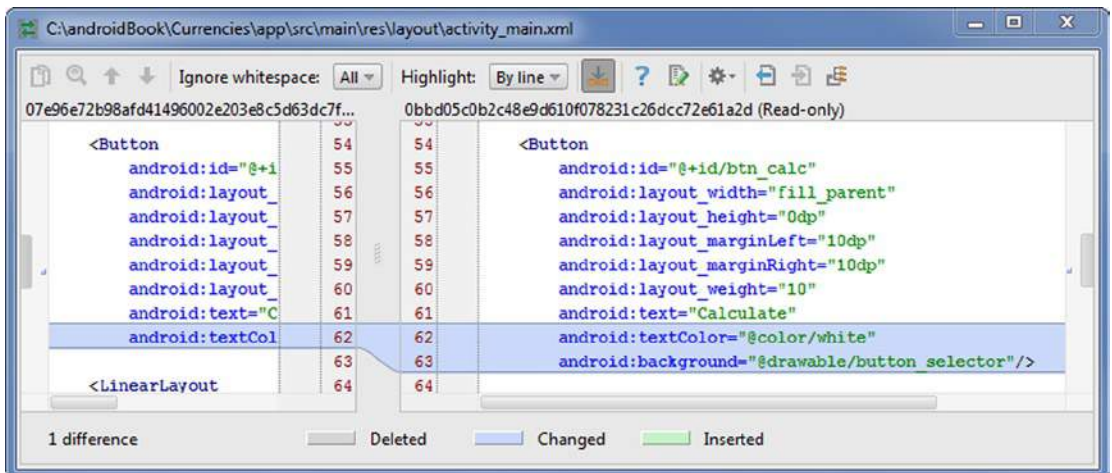 C:\androidBook\Currencies\app\src\main\res\layout\activity_main.xml
Ignore whitespace: All Highlight: By line ?
07e96e72b98afd41496002e203e8c5d63dc7f... 0bbd05c0b2c48e9d610f078231c26dcc72e61a2d (Read-only)
<Button 54 54 <Button
android:id="@+i 55 55 android:id="@+id/btn_calc"
android:layout_ 56 56 android:layout_width="fill_parent"
android:layout_ 57 57 android:layout_height="0dp"
android:layout_ 58 58 android:layout_marginLeft="10dp"
android:layout_ 59 59 android:layout_marginRight="10dp"
android:layout_ 60 60 android:layout_weight="10"
android:text="C 61 61 android:text="Calculate"
android:textCol 62 62 android:textColor="@color/white"
63 63 android:background="@drawable/button_selector"/>
<LinearLayout 64 64
1 difference Deleted Changed Inserted